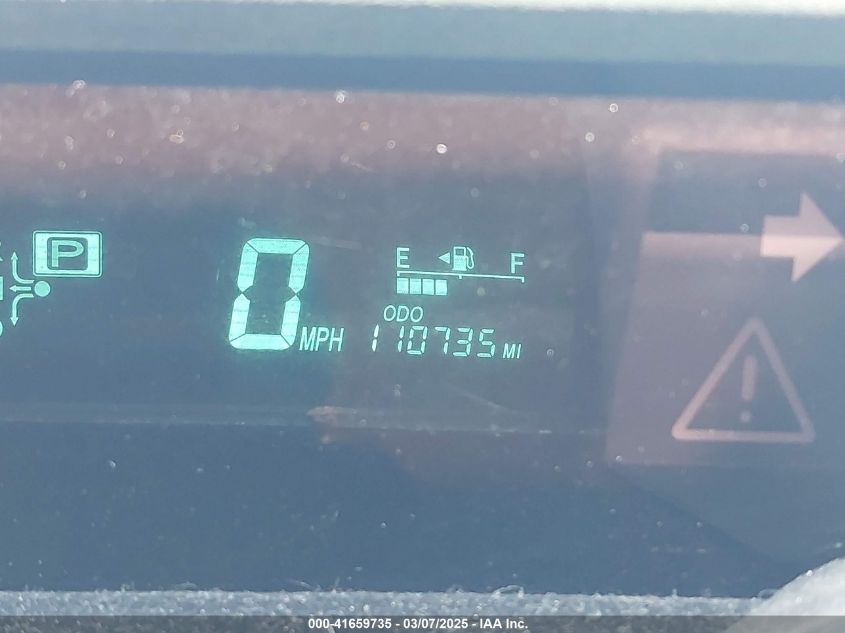 P
0 MPH
E F
ODO
110735 MI
000-41659735 - 03/07/2025 - IAA Inc.